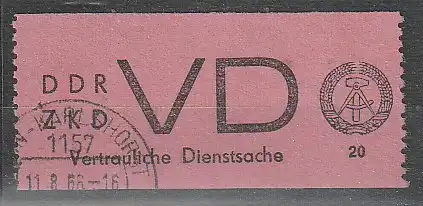 DDR VD
ZKD
1157
Vertrauliche Dienstsache 20
11.8.66-16